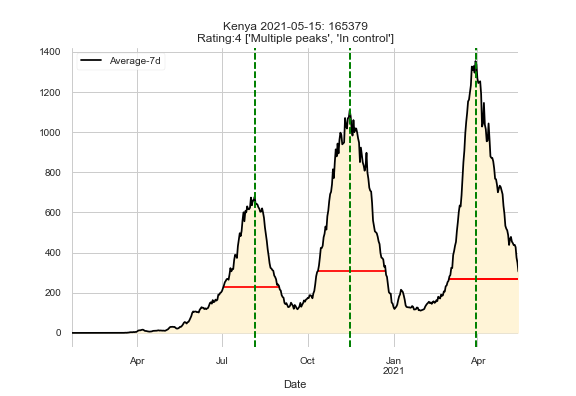 Kenya 2021-05-15: 165379
Rating:4 ['Multiple peaks', 'In control']
Average-7d
1400
1200
1000
800
600
400
200
0
Apr Jul Oct Jan Apr
2021
Date